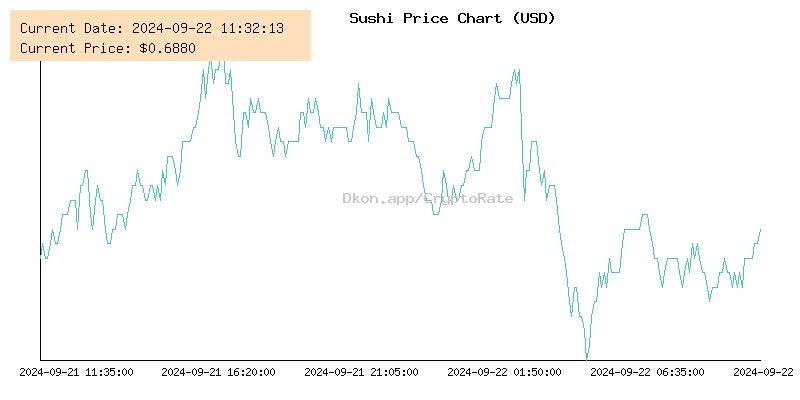 Sushi Price Chart (USD)
Current Date: 2024-09-22 11:32:13
Current Price: $0.6880
Dkon.app/CryptoRate
2024-09-21 11:35:00 2024-09-21 16:20:00 2024-09-21 21:05:00 2024-09-22 01:50:00 2024-09-22 06:35:00 2024-09-22